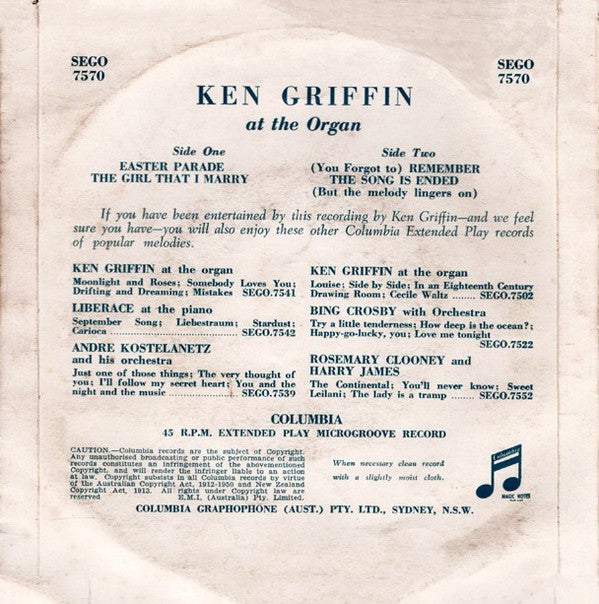 SEGO
7570
SEGO
7570
KEN GRIFFIN
at the Organ
Side One
EASTER PARADE
THE GIRL THAT I MARRY
Side Two
(You Forgot to) REMEMBER
THE SONG IS ENDED
(But the melody lingers on)
If you have been entertained by this recording by Ken Griffin—and we feel
sure you have—you will also enjoy these other Columbia Extended Play records
of popular melodies.
KEN GRIFFIN at the organ
Moonlight and Roses; Somebody Loves You;
Drifting and Dreaming; Mistakes SEGO.7541
LIBERACE at the piano
September Song; Liebestraum; Stardust;
Carioca ........................................ SEGO.7542
ANDRE KOSTELANETZ
and his orchestra
Just one of those things; The very thought of
you; I'll follow my secret heart; You and the
night and the music .................... SEGO.7539
KEN GRIFFIN at the organ
Louise; Side by Side; In an Eighteenth Century
Drawing Room; Cecile Waltz ........ SEGO.7502
BING CROSBY with Orchestra
Try a little tenderness; How deep is the ocean?;
Happy-go-lucky, you; Love me tonight
SEGO.7522
ROSEMARY CLOONEY and
HARRY JAMES
The Continental; You'll never know; Sweet
Leilani; The lady is a tramp ........ SEGO.7552
COLUMBIA
45 R.P.M. EXTENDED PLAY MICROGROOVE RECORD
CAUTION.—Columbia records are the subject of Copyright.
Any unauthorised broadcasting or public performance of such
records constitutes an infringement of the abovementioned
Copyright, and will render the infringer liable to an action
at law. Copyright subsists in all Columbia records by virtue
of the Australian Copyright Act, 1912-1950 and New Zealand
Copyright Act, 1913. All rights under Copyright law are
reserved E.M.I. (Australia) Pty. Limited.
When necessary clean record
with a slightly moist cloth.
Columbia
MAGIC NOTES
COLUMBIA GRAPHOPHONE (AUST.) PTY. LTD., SYDNEY, N.S.W.